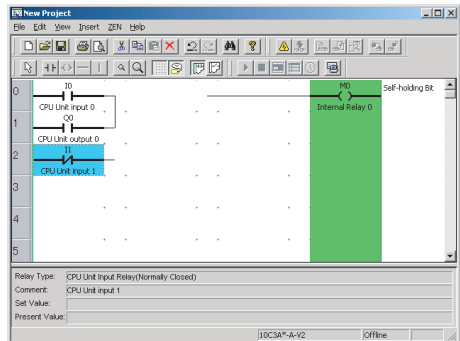 New Project
File Edit View Insert ZEN Help
0
I0
M0
Self-holding Bit
CPU Unit input 0
Internal Relay 0
1
Q0
CPU Unit output 0
2
I1
CPU Unit input 1
3
4
5
Relay Type: CPU Unit Input Relay(Normally Closed)
Comment: CPU Unit input 1
Set Value:
Present Value:
10C3A*-A-V2 Offline